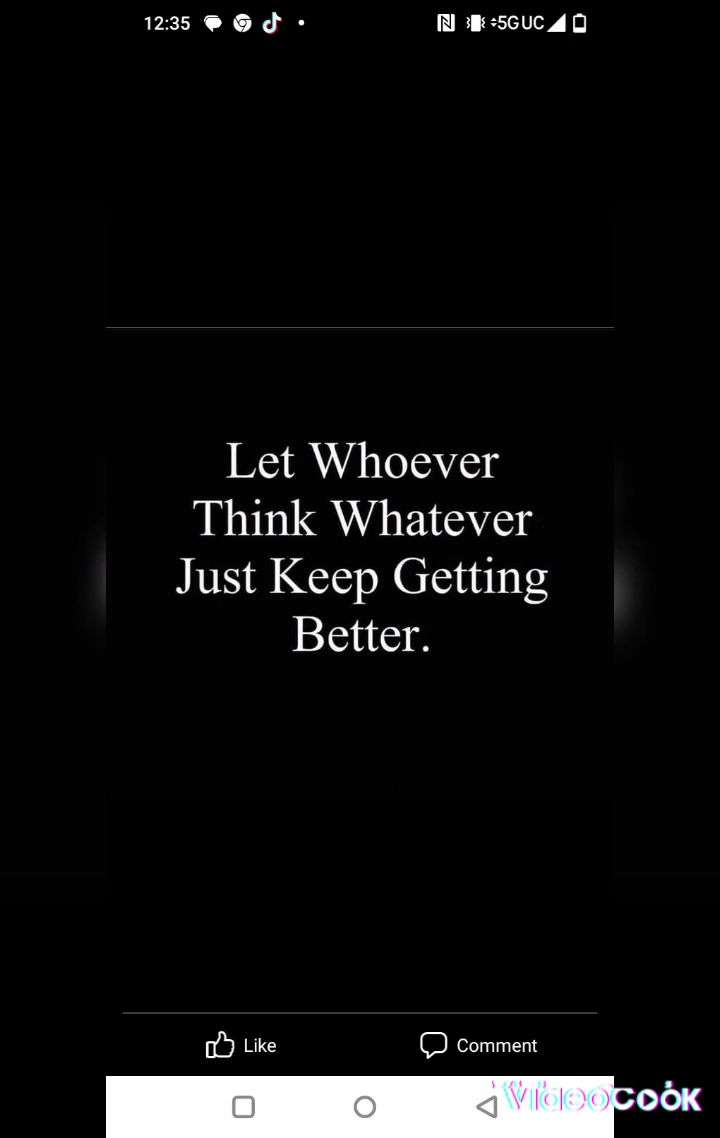 12:35 5G UC
Let Whoever
Think Whatever
Just Keep Getting
Better.
Like Comment
VIDEOCOOK